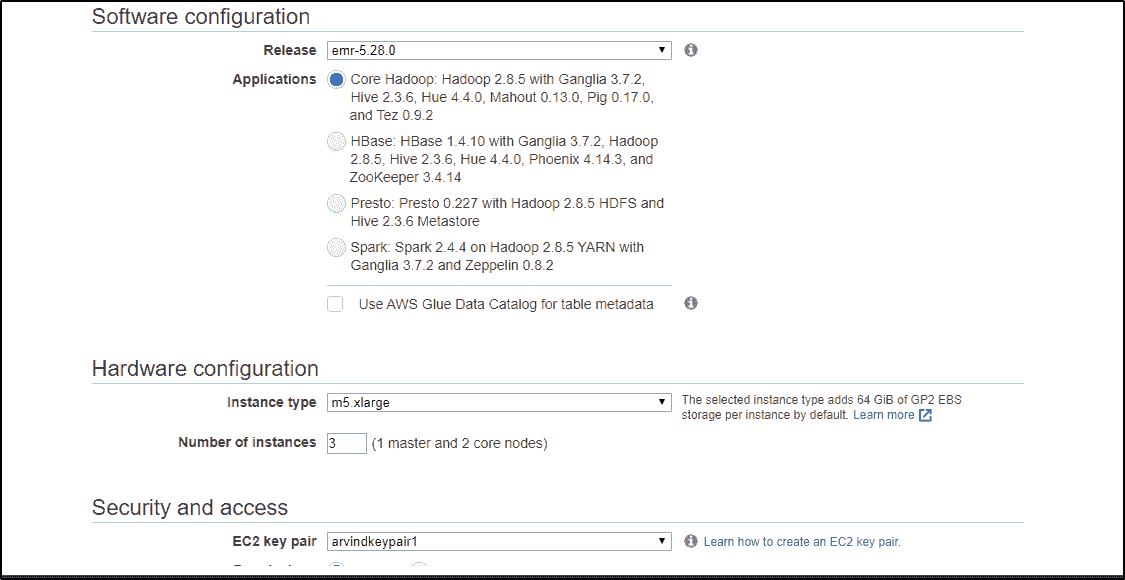 Software configuration
Release emr-5.28.0
Applications Core Hadoop: Hadoop 2.8.5 with Ganglia 3.7.2,
Hive 2.3.6, Hue 4.4.0, Mahout 0.13.0, Pig 0.17.0,
and Tez 0.9.2
HBase: HBase 1.4.10 with Ganglia 3.7.2, Hadoop
2.8.5, Hive 2.3.6, Hue 4.4.0, Phoenix 4.14.3, and
ZooKeeper 3.4.14
Presto: Presto 0.227 with Hadoop 2.8.5 HDFS and
Hive 2.3.6 Metastore
Spark: Spark 2.4.4 on Hadoop 2.8.5 YARN with
Ganglia 3.7.2 and Zeppelin 0.8.2
Use AWS Glue Data Catalog for table metadata
Hardware configuration
Instance type m5.xlarge
The selected instance type adds 64 GiB of GP2 EBS
storage per instance by default. Learn more
Number of instances 3 (1 master and 2 core nodes)
Security and access
EC2 key pair arvindkeypair1 Learn how to create an EC2 key pair.